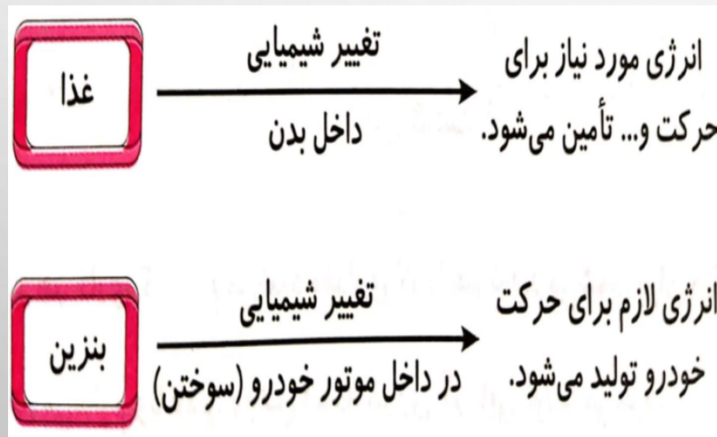 غذا
تغییر شیمیایی
داخل بدن
انرژی مورد نیاز برای
حرکت و... تأمین می‌شود.
بنزین
تغییر شیمیایی
در داخل موتور خودرو (سوختن)
انرژی لازم برای حرکت
خودرو تولید می‌شود.